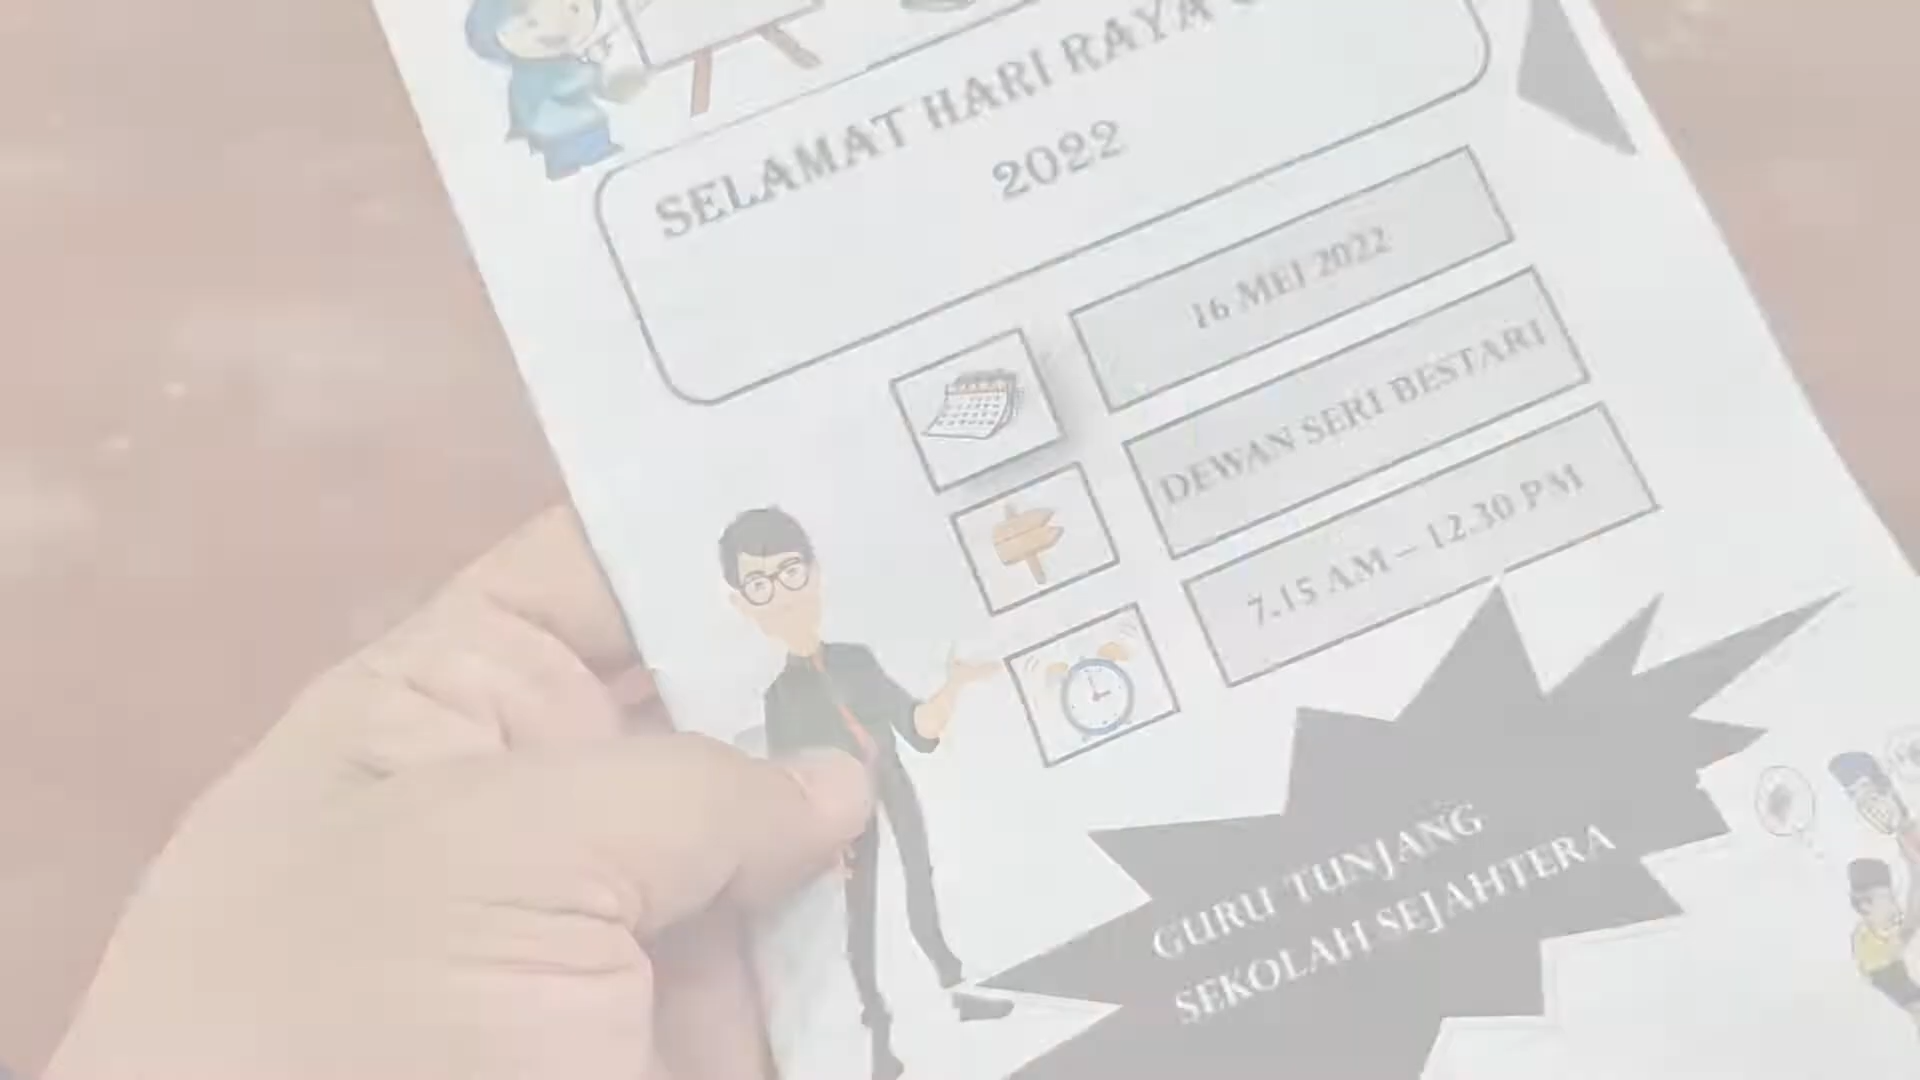 SELAMAT HARI RAYA
2022
16 MEI 2022
DEWAN SERI BESTARI
7.15 AM – 12.30 PM
GURU TUNJANG
SEKOLAH SEJAHTERA